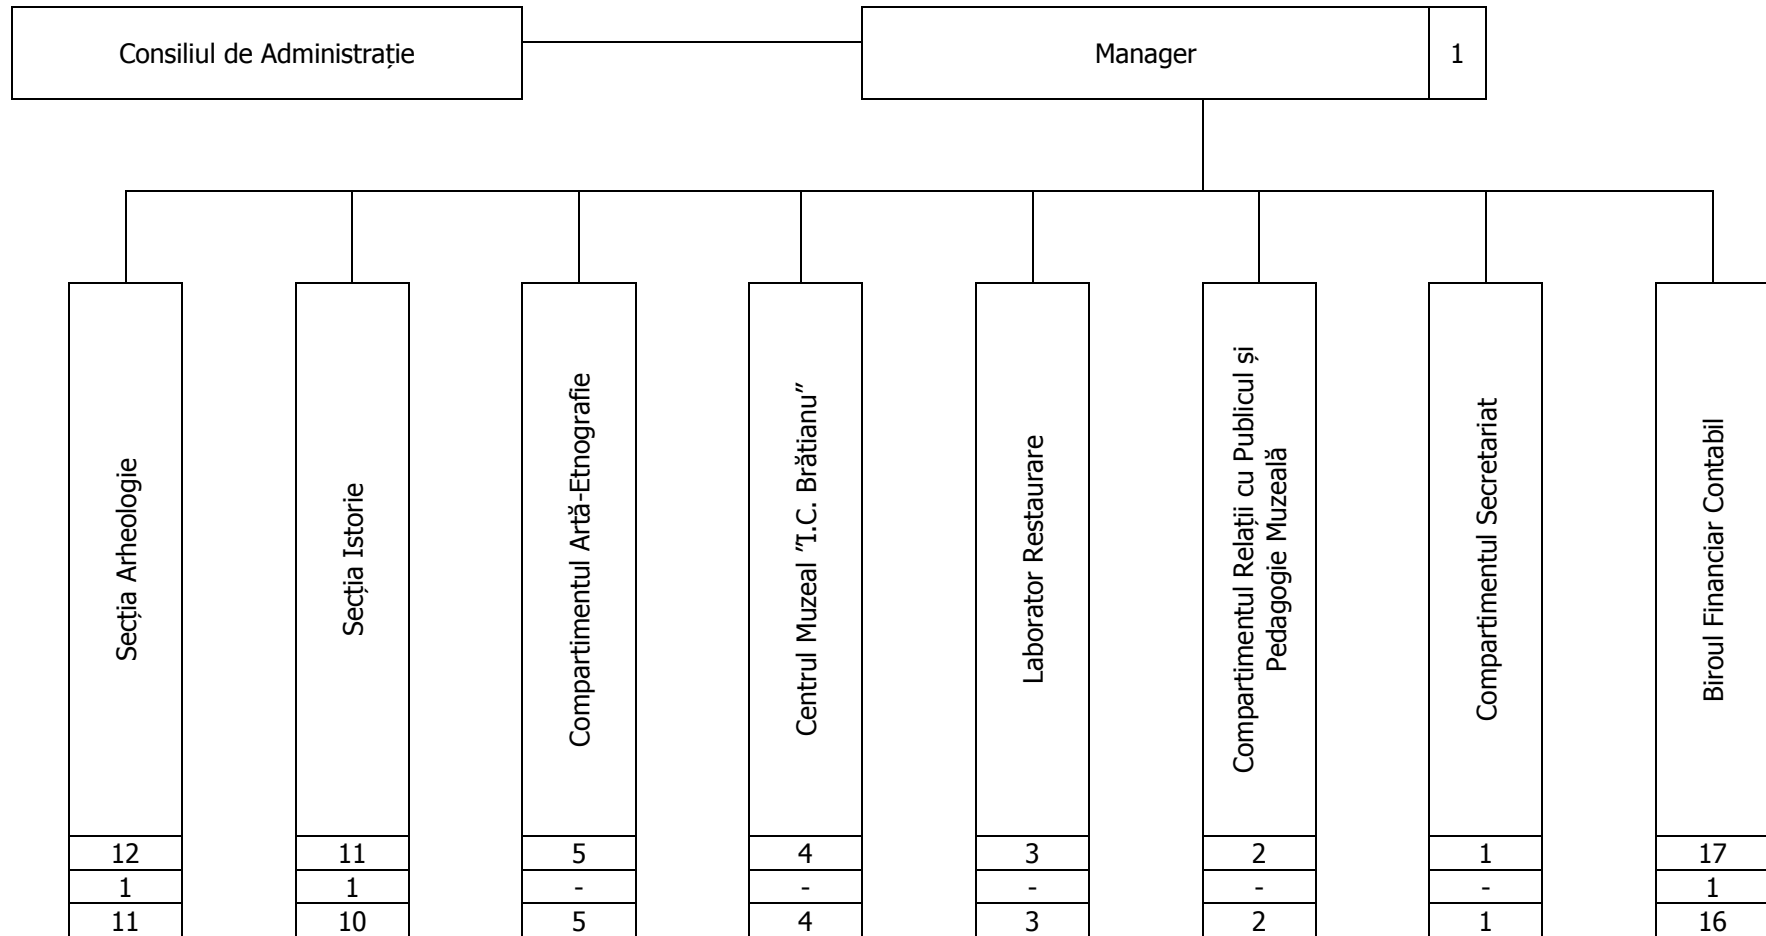 Consiliul de Administrație
Manager
1
Secția Arheologie
Secția Istorie
Compartimentul Artă-Etnografie
Centrul Muzeal ″I.C. Brătianu″
Laborator Restaurare
Compartimentul Relații cu Publicul și
Pedagogie Muzeală
Compartimentul Secretariat
Biroul Financiar Contabil
12 11 5 4 3 2 1 17
1 1 - - - - - 1
11 10 5 4 3 2 1 16